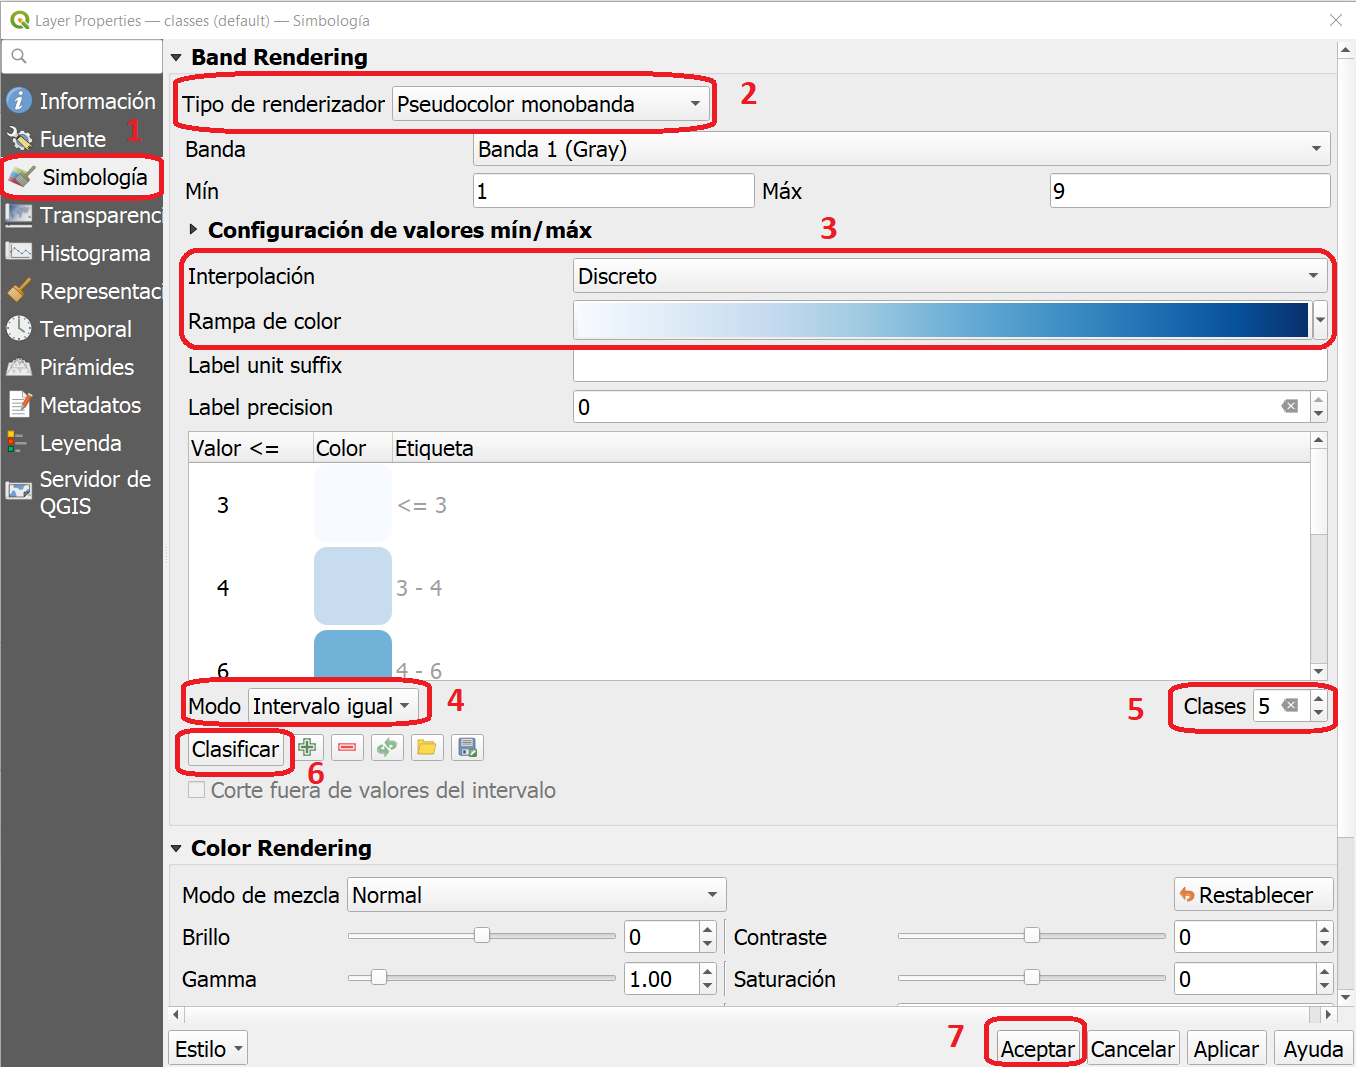 Layer Properties — classes (default) — Simbología
Información
Fuente
1
Simbología
Transparenci
Histograma
Representaci
Temporal
Pirámides
Metadatos
Leyenda
Servidor de
QGIS
Band Rendering
Tipo de renderizador Pseudocolor monobanda 2
Banda Banda 1 (Gray)
Mín 1 Máx 9
Configuración de valores mín/máx 3
Interpolación Discreto
Rampa de color
Label unit suffix
Label precision 0
Valor <= Color Etiqueta
3 <= 3
4 3 - 4
6 4 - 6
Modo Intervalo igual 4 5 Clases 5
Clasificar 6
Corte fuera de valores del intervalo
Color Rendering
Modo de mezcla Normal Restablecer
Brillo 0 Contraste 0
Gamma 1.00 Saturación 0
Estilo 7 Aceptar Cancelar Aplicar Ayuda